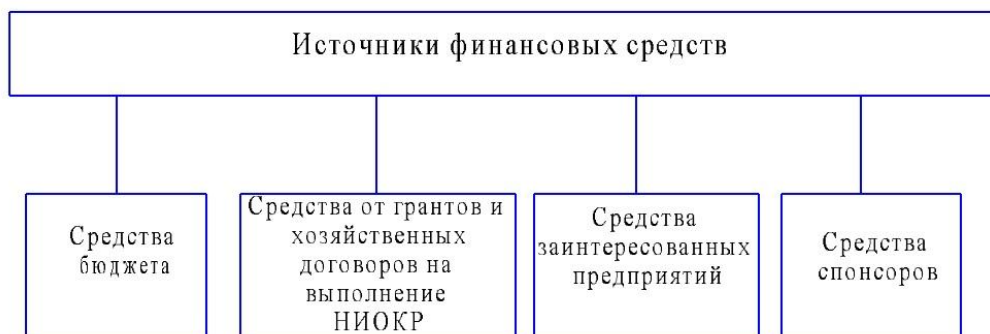 Источники финансовых средств
Средства
бюджета
Средства от грантов и
хозяйственных
договоров на
выполнение
НИОКР
Средства
заинтересованных
предприятий
Средства
спонсоров